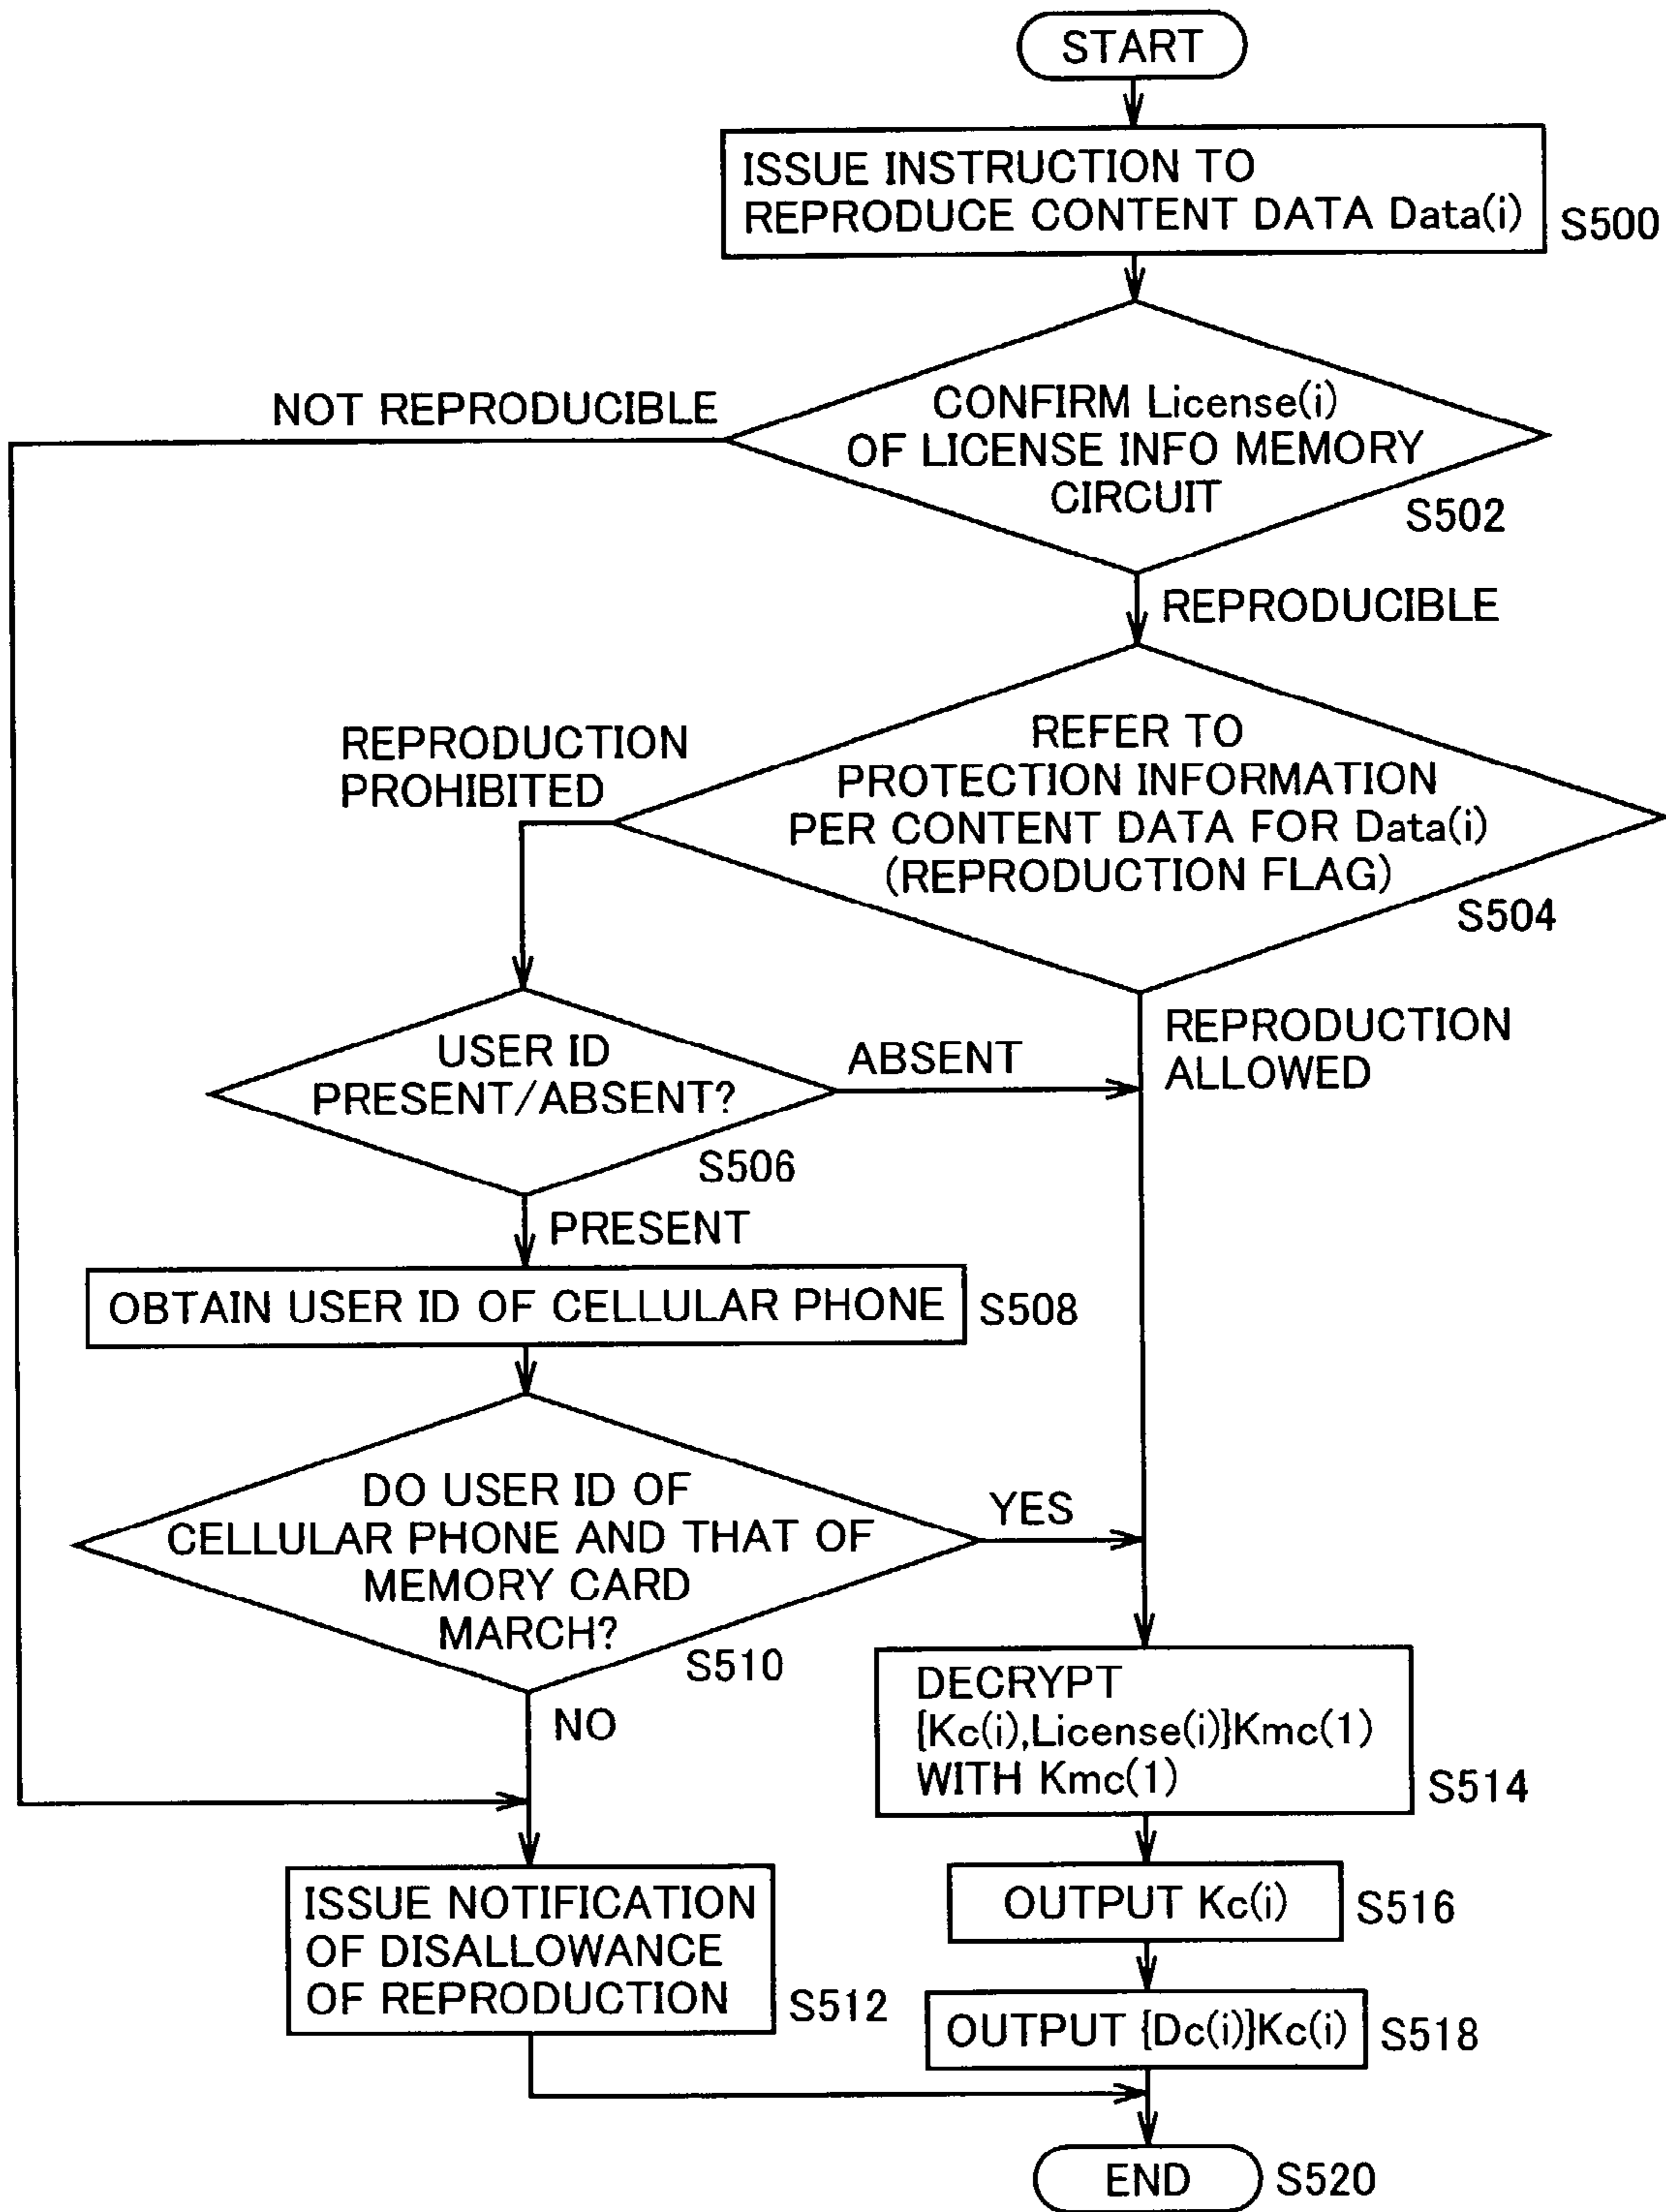 START
ISSUE INSTRUCTION TO
REPRODUCE CONTENT DATA Data(i)
S500
NOT REPRODUCIBLE
CONFIRM License(i)
OF LICENSE INFO MEMORY
CIRCUIT
S502
REPRODUCIBLE
REPRODUCTION
PROHIBITED
REFER TO
PROTECTION INFORMATION
PER CONTENT DATA FOR Data(i)
(REPRODUCTION FLAG)
S504
REPRODUCTION
ALLOWED
USER ID
PRESENT/ABSENT?
ABSENT
S506
PRESENT
OBTAIN USER ID OF CELLULAR PHONE
S508
DO USER ID OF
CELLULAR PHONE AND THAT OF
MEMORY CARD
MARCH?
YES
S510
NO
DECRYPT
{Kc(i),License(i)}Kmc(1)
WITH Kmc(1)
S514
ISSUE NOTIFICATION
OF DISALLOWANCE
OF REPRODUCTION
S512
OUTPUT Kc(i)
S516
OUTPUT {Dc(i)}Kc(i)
S518
END
S520